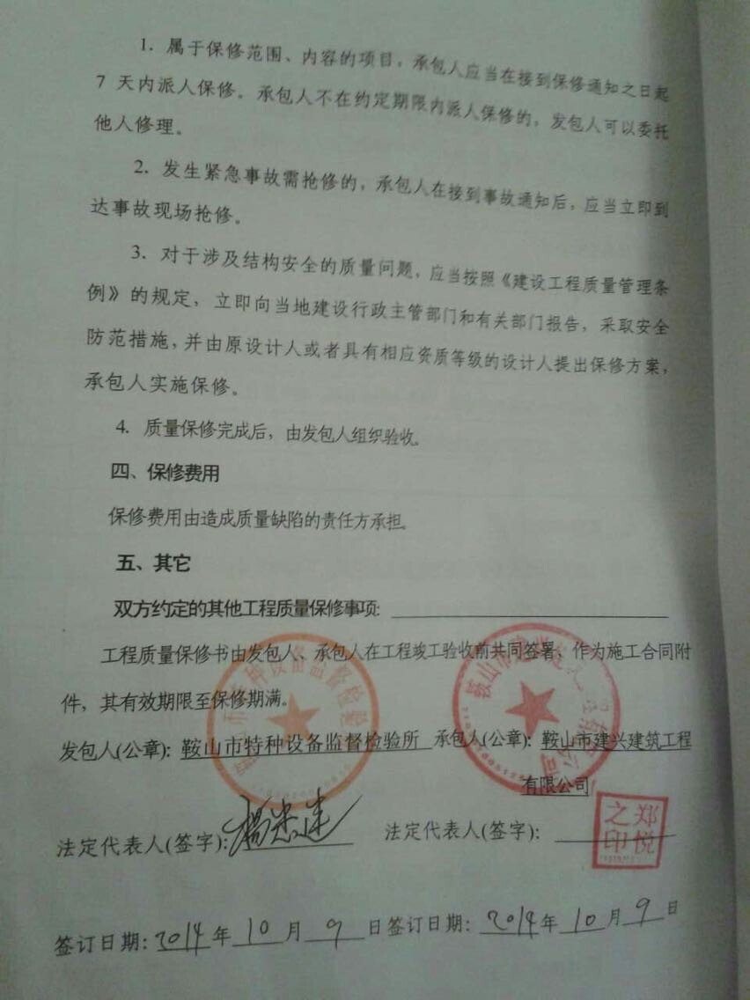 1. 属于保修范围、内容的项目，承包人应当在接到保修通知之日起
7 天内派人保修。承包人不在约定期限内派人保修的，发包人可以委托
他人修理。
2. 发生紧急事故需抢修的，承包人在接到事故通知后，应当立即到
达事故现场抢修。
3. 对于涉及结构安全的质量问题，应当按照《建设工程质量管理条
例》的规定，立即向当地建设行政主管部门和有关部门报告，采取安全
防范措施，并由原设计人或者具有相应资质等级的设计人提出保修方案，
承包人实施保修。
4. 质量保修完成后，由发包人组织验收。
四、保修费用
保修费用由造成质量缺陷的责任方承担。
五、其它
双方约定的其他工程质量保修事项：
工程质量保修书由发包人、承包人在工程竣工验收前共同签署、作为施工合同附
件，其有效期限至保修期满。
发包人(公章)：鞍山市特种设备监督检验所 承包人(公章)：鞍山市建兴建筑工程
有限公司
法定代表人(签字)： 法定代表人(签字)：
郑悦之印
签订日期：2014年10月9日 签订日期：2014年10月9日